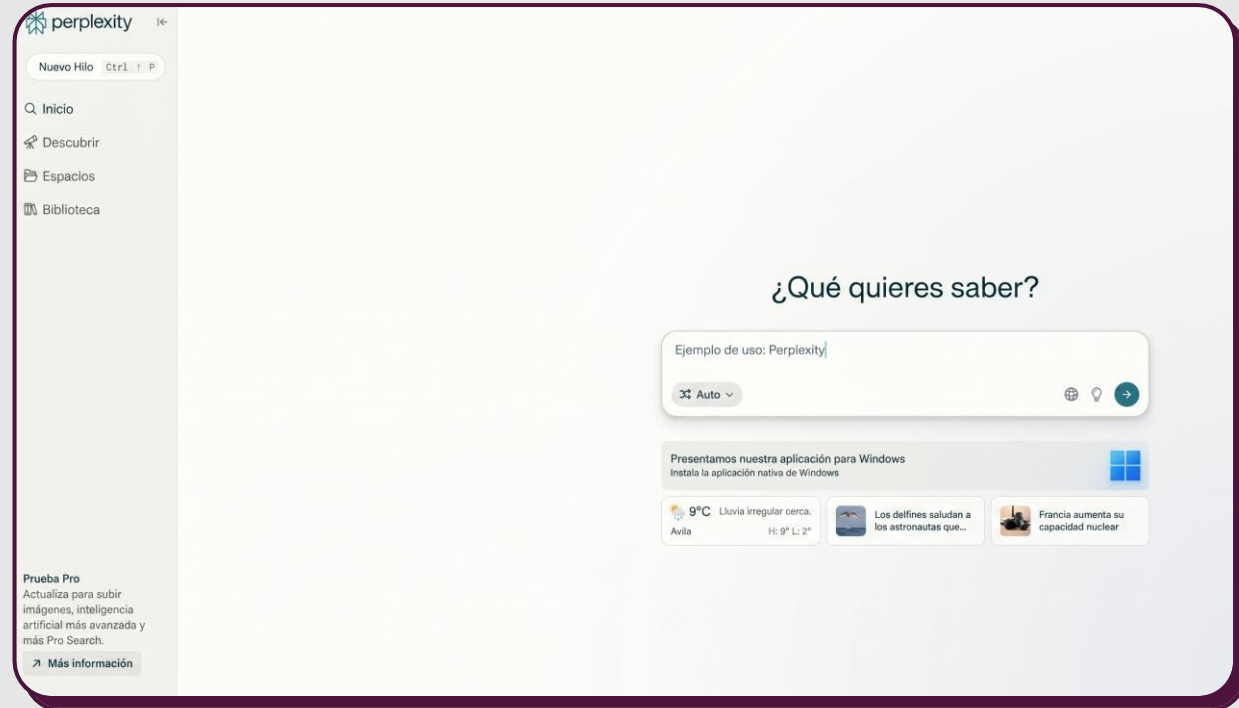 perplexity
Nuevo Hilo Ctrl ↑ P
Inicio
Descubrir
Espacios
Biblioteca
¿Qué quieres saber?
Ejemplo de uso: Perplexity
Auto
Presentamos nuestra aplicación para Windows
Instala la aplicación nativa de Windows
9°C Lluvia irregular cerca.
Avila H: 9° L: 2°
Los delfines saludan a
los astronautas que...
Francia aumenta su
capacidad nuclear
Prueba Pro
Actualiza para subir
imágenes, inteligencia
artificial más avanzada y
más Pro Search.
Más información